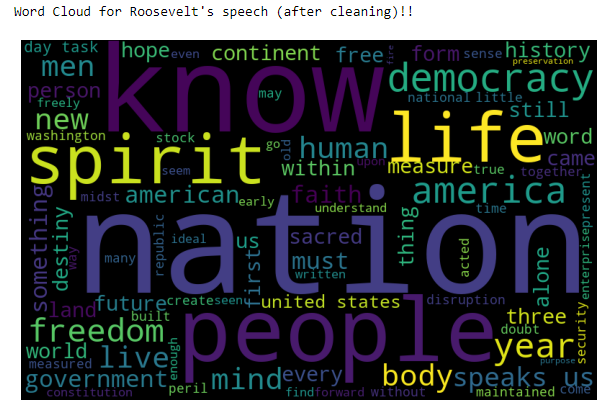 Word Cloud for Roosevelt's speech (after cleaning)!!
day task hope even continent free fire form sense history
men know preservation
person may democracy
freely national little
new life still
washington stock go old human word
spirit within upon measure true came together
seem
midst american early faith america
understand
something destiny way nation thing time enterprise present
republic ideal us sacred
many first must written acted alone
land future create seen united states disruption
built people three security
freedom doubt
world live year
measured enough mind every body speaks us purpose
government peril
constitution find forward without maintained come